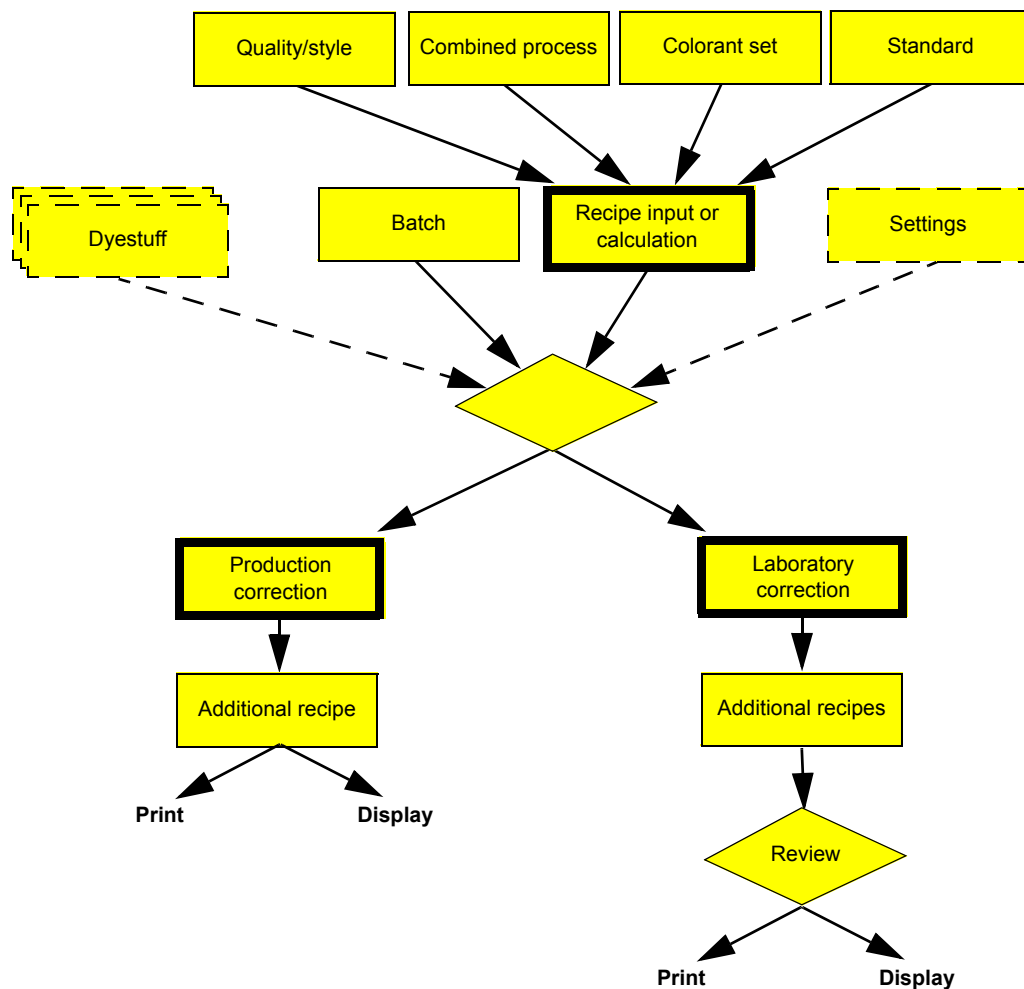 Quality/style
Combined process
Colorant set
Standard
Dyestuff
Batch
Recipe input or
calculation
Settings
Production
correction
Laboratory
correction
Additional recipe
Additional recipes
Print
Display
Review
Print
Display